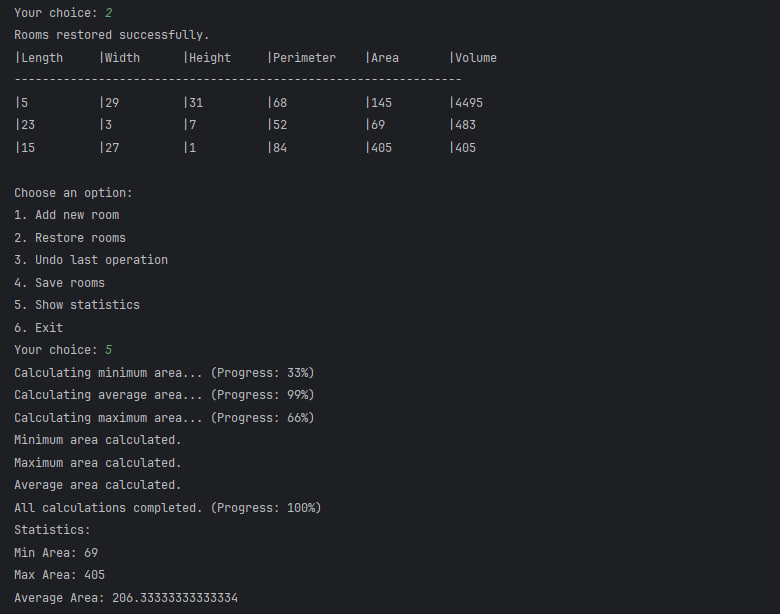 Your choice: 2
Rooms restored successfully.
|Length     |Width      |Height     |Perimeter    |Area       |Volume
----------------------------------------------------------------
|5          |29         |31         |68           |145        |4495
|23         |3          |7          |52           |69         |483
|15         |27         |1          |84           |405        |405
Choose an option:
1. Add new room
2. Restore rooms
3. Undo last operation
4. Save rooms
5. Show statistics
6. Exit
Your choice: 5
Calculating minimum area... (Progress: 33%)
Calculating average area... (Progress: 99%)
Calculating maximum area... (Progress: 66%)
Minimum area calculated.
Maximum area calculated.
Average area calculated.
All calculations completed. (Progress: 100%)
Statistics:
Min Area: 69
Max Area: 405
Average Area: 206.33333333333334